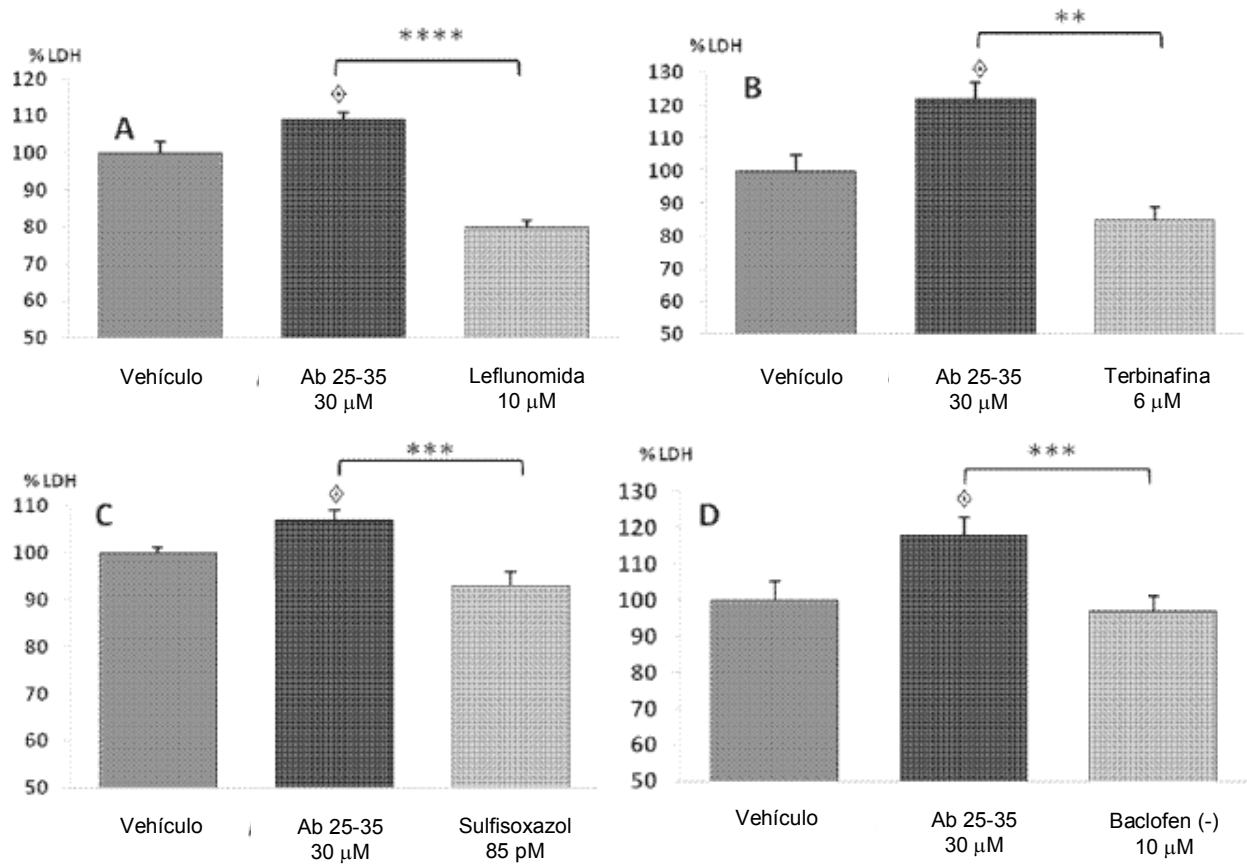 % LDH
****
120
110
100
90
80
70
60
50
A
Vehículo
Ab 25-35
30 μM
Leflunomida
10 μM
% LDH
**
130
120
110
100
90
80
70
60
50
B
Vehículo
Ab 25-35
30 μM
Terbinafina
6 μM
% LDH
***
110
100
90
80
70
60
50
C
Vehículo
Ab 25-35
30 μM
Sulfisoxazol
85 pM
% LDH
***
130
120
110
100
90
80
70
60
50
D
Vehículo
Ab 25-35
30 μM
Baclofen (-)
10 μM